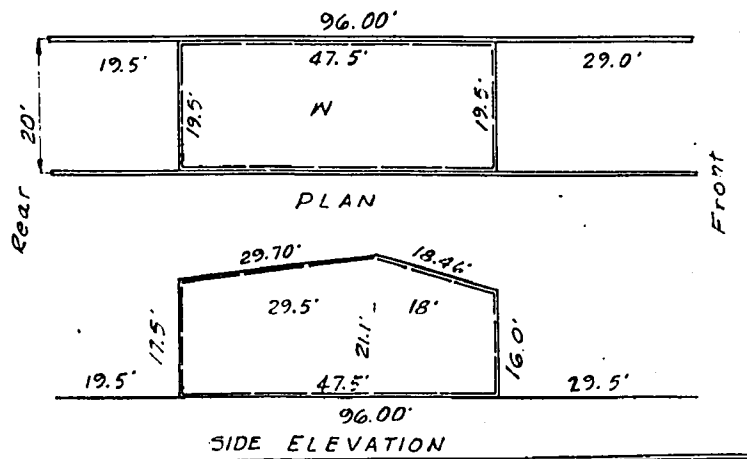 96.00'
19.5' 47.5' 29.0'
20' 19.5' W 19.5'
Rear PLAN Front
29.70' 18.46'
17.5' 29.5' 21.1' 18' 16.0'
19.5' 47.5' 29.5'
96.00'
SIDE ELEVATION